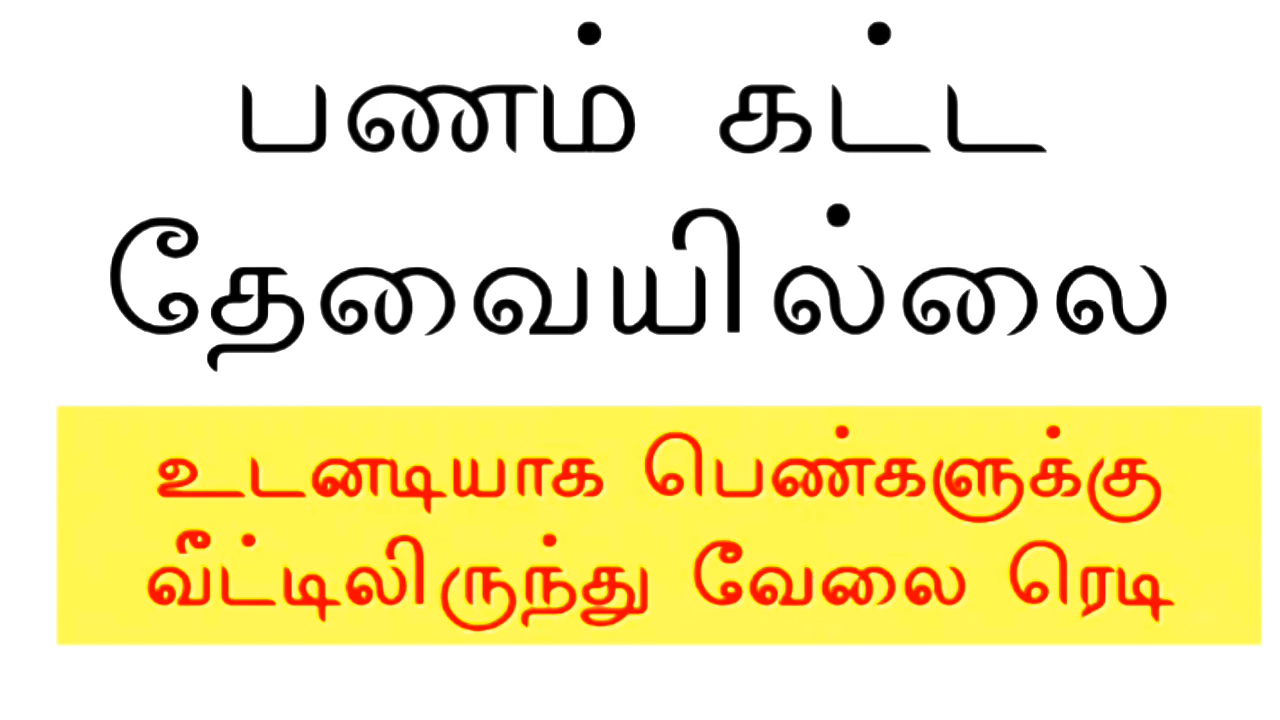 பணம் கட்ட
தேவையில்லை
உடனடியாக பெண்களுக்கு
வீட்டிலிருந்து வேலை ரெடி